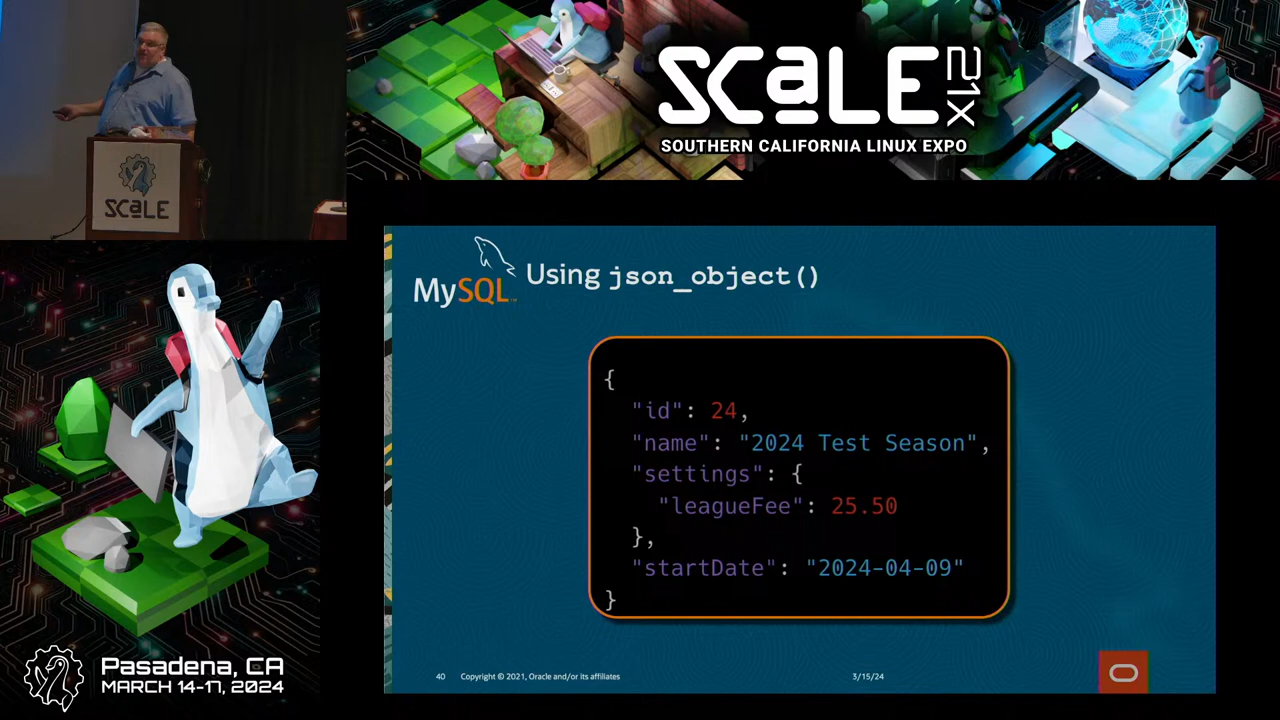 SCaLE
21X
SOUTHERN CALIFORNIA LINUX EXPO
SCALE
MySQL™
Using json_object()
{
"id": 24,
"name": "2024 Test Season",
"settings": {
"leagueFee": 25.50
},
"startDate": "2024-04-09"
}
40 Copyright © 2021, Oracle and/or its affiliates 3/15/24
Pasadena, CA
MARCH 14-17, 2024